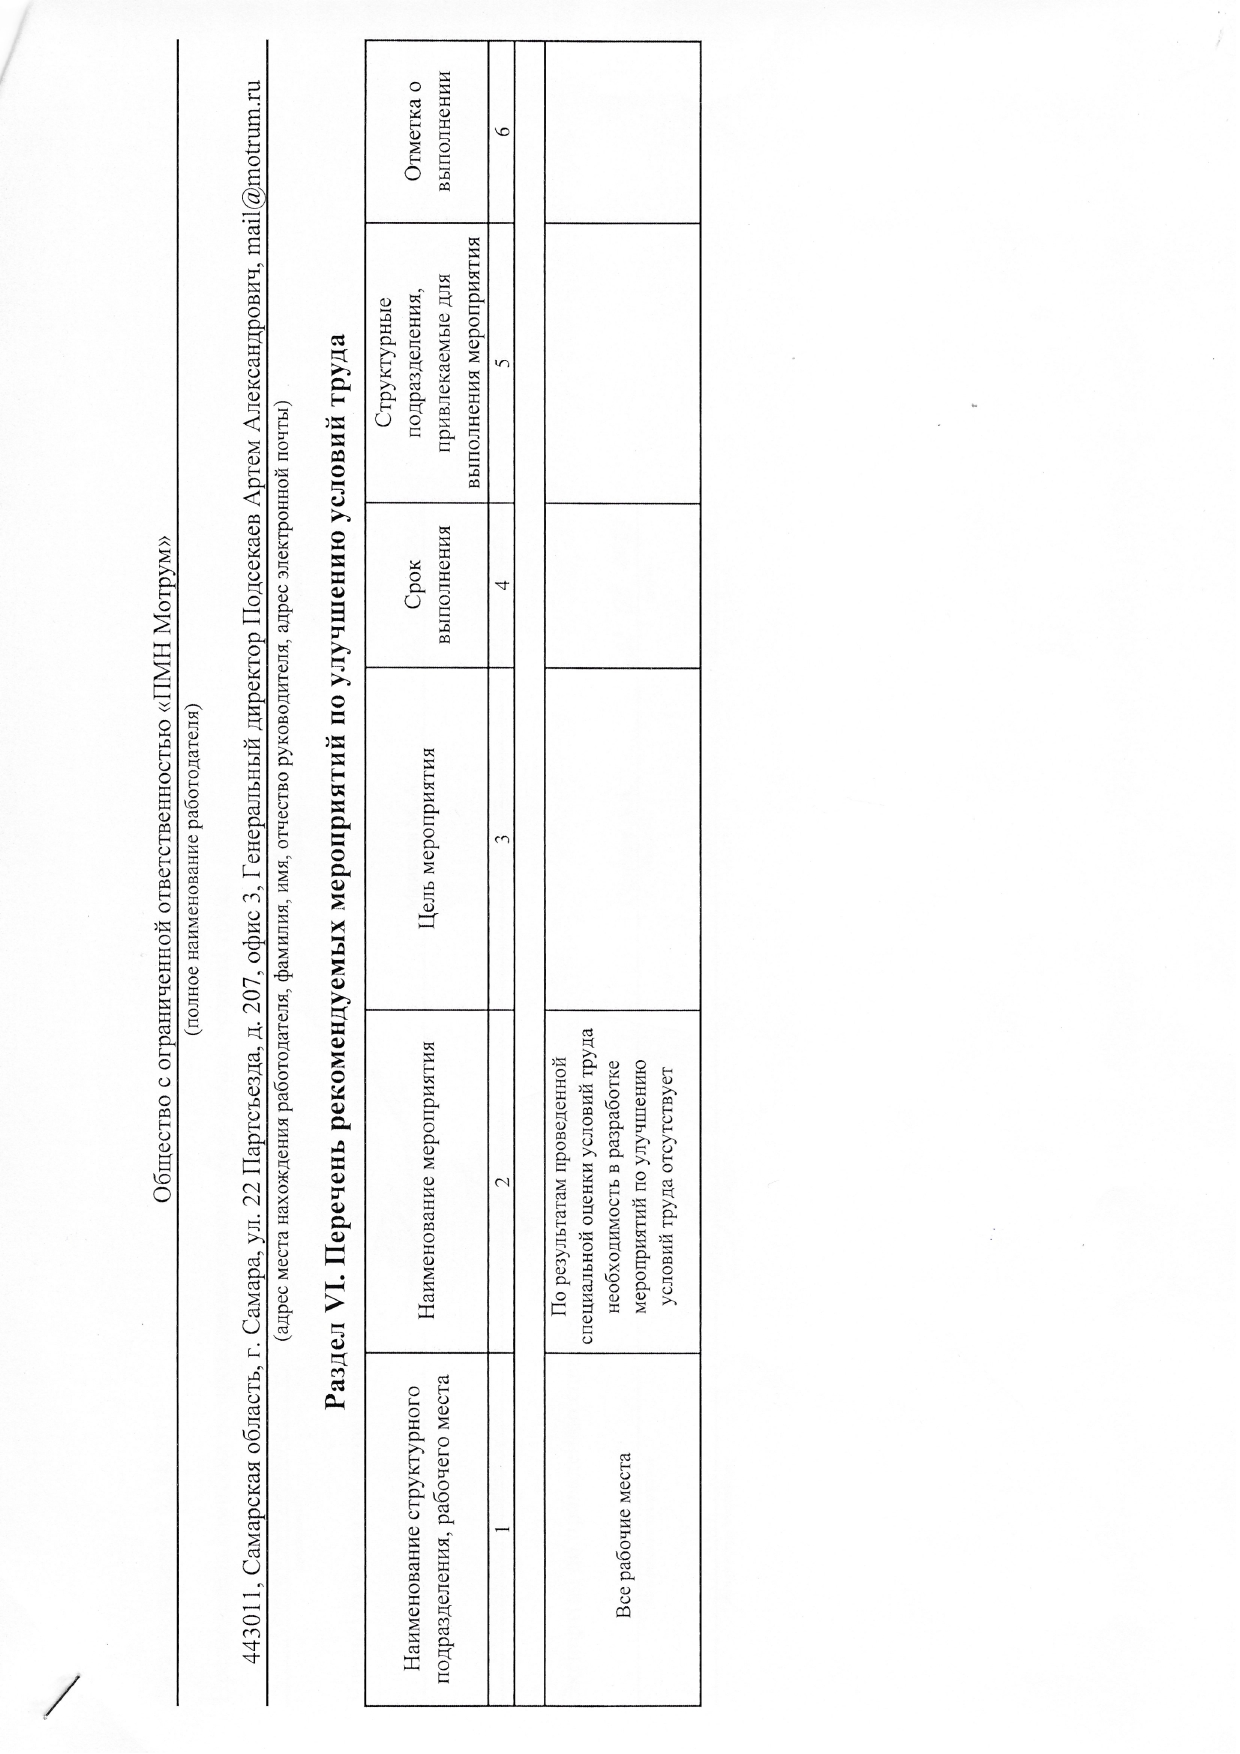 Общество с ограниченной ответственностью «ПМН Мотрум»
(полное наименование работодателя)
443011, Самарская область, г. Самара, ул. 22 Партсъезда, д. 207, офис 3, Генеральный директор Подсекаев Артем Александрович, mail@motrum.ru
(адрес места нахождения работодателя, фамилия, имя, отчество руководителя, адрес электронной почты)
Раздел VI. Перечень рекомендуемых мероприятий по улучшению условий труда
Наименование структурного
подразделения, рабочего места
Наименование мероприятия
Цель мероприятия
Срок
выполнения
Структурные
подразделения,
привлекаемые для
выполнения мероприятия
Отметка о
выполнении
1
2
3
4
5
6
Все рабочие места
По результатам проведенной
специальной оценки условий труда
необходимость в разработке
мероприятий по улучшению
условий труда отсутствует